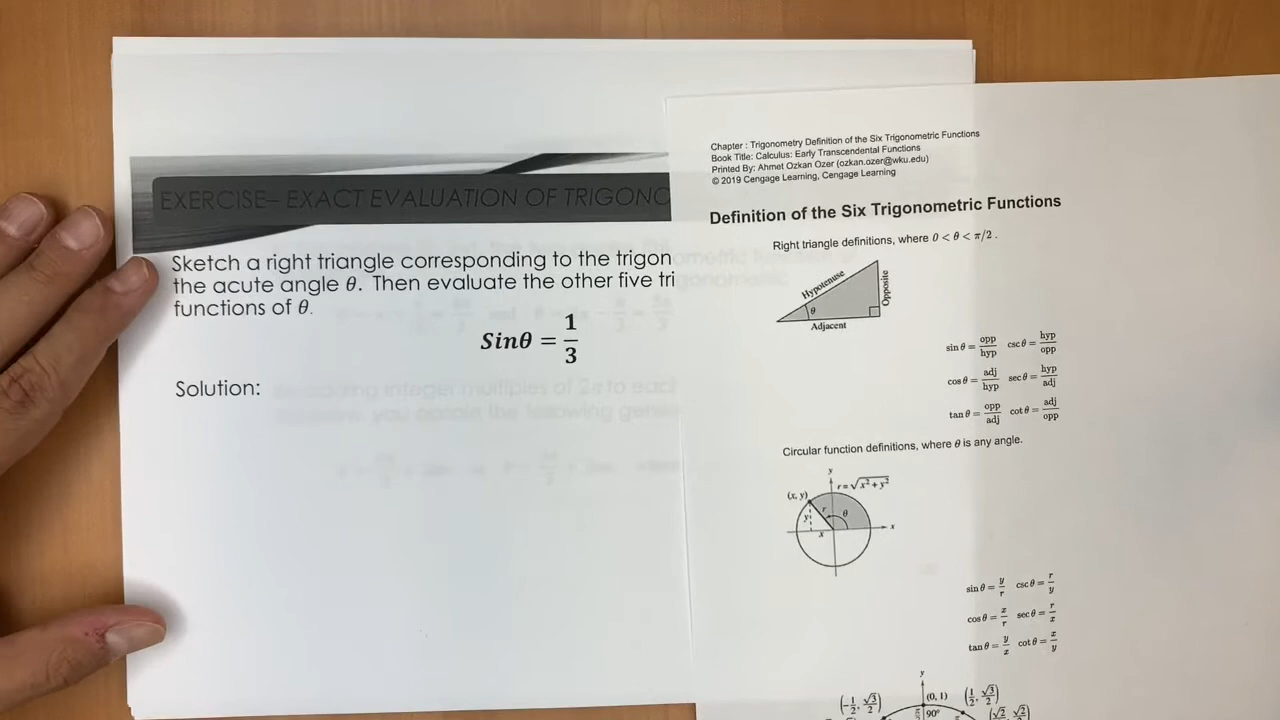 EXERCISE– EXACT EVALUATION OF TRIGONO
Sketch a right triangle corresponding to the trigon
the acute angle θ. Then evaluate the other five tri
functions of θ.
Sinθ = 1/3
Solution:
Chapter : Trigonometry Definition of the Six Trigonometric Functions
Book Title: Calculus: Early Transcendental Functions
Printed By: Ahmet Ozkan Ozer (ozkan.ozer@wku.edu)
© 2019 Cengage Learning, Cengage Learning
Definition of the Six Trigonometric Functions
Right triangle definitions, where 0 < θ < π/2 .
Hypotenuse
Opposite
θ
Adjacent
sin θ = opp/hyp csc θ = hyp/opp
cos θ = adj/hyp sec θ = hyp/adj
tan θ = opp/adj cot θ = adj/opp
Circular function definitions, where θ is any angle.
y
r = √x² + y²
(x, y)
r
θ
y
x
x
sin θ = y/r csc θ = r/y
cos θ = x/r sec θ = r/x
tan θ = y/x cot θ = x/y
y
(-1/2, √3/2) (0, 1) (1/2, √3/2)
90°